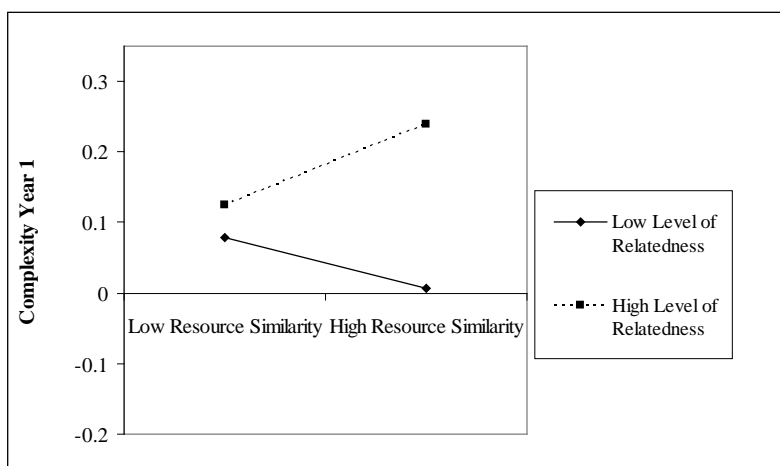 Complexity Year 1
0.3
0.2
0.1
0
-0.1
-0.2
Low Resource Similarity
High Resource Similarity
Low Level of
Relatedness
High Level of
Relatedness